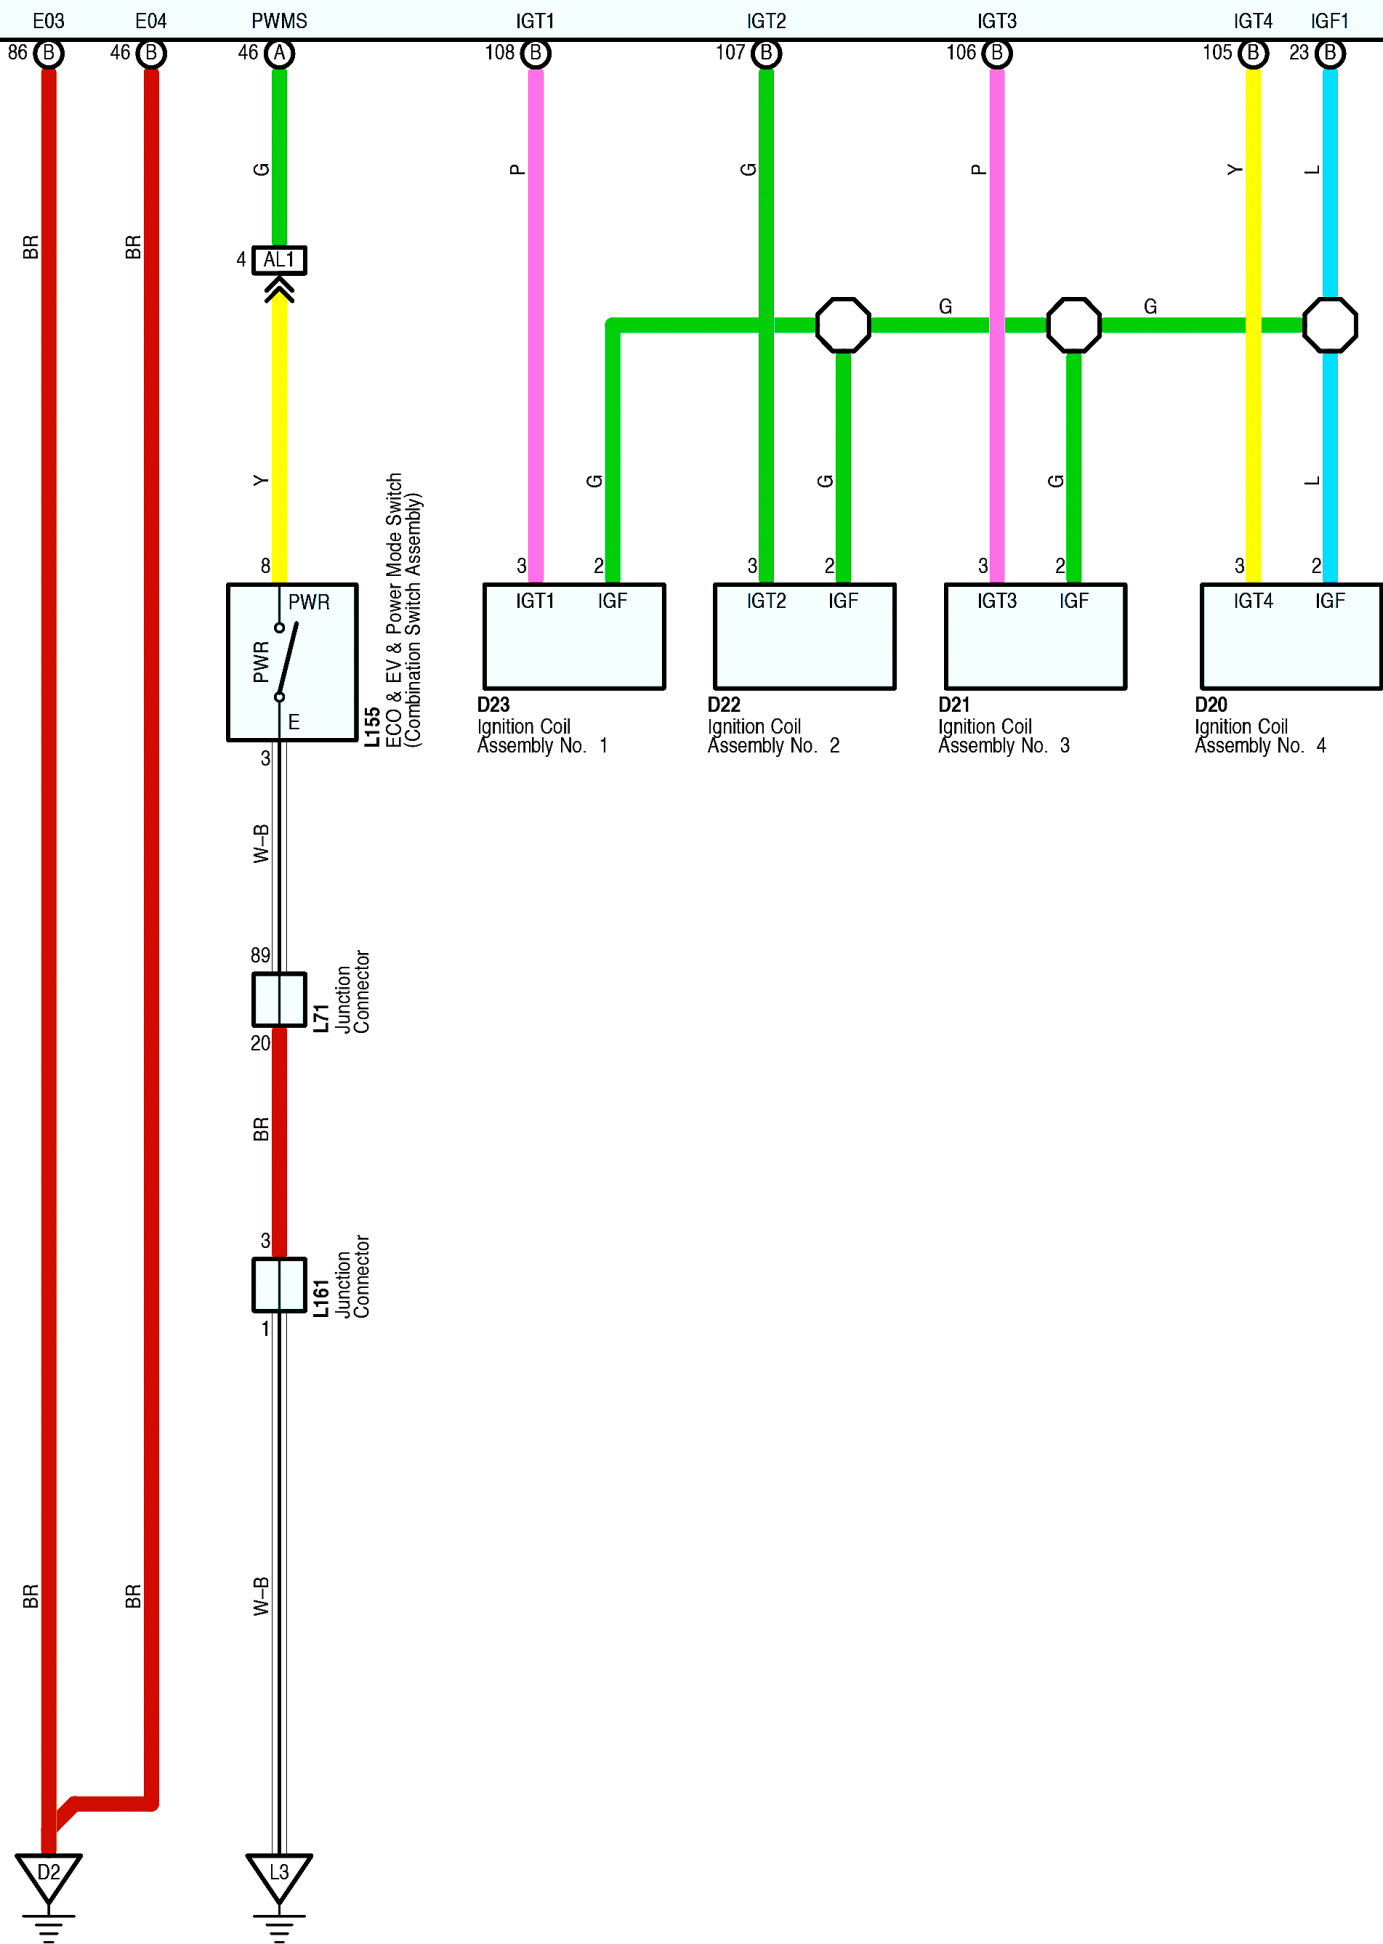 E03 E04 PWMS IGT1 IGT2 IGT3 IGT4 IGF1
86 B 46 B 46 A 108 B 107 B 106 B 105 B 23 B
G P G P Y L
BR BR
4 AL1
G G
Y G G G L
8 3 2 3 2 3 2 3 2
PWR
PWR
E
L155
ECO & EV & Power Mode Switch
(Combination Switch Assembly)
IGT1 IGF IGT2 IGF IGT3 IGF IGT4 IGF
D23
Ignition Coil
Assembly No. 1
D22
Ignition Coil
Assembly No. 2
D21
Ignition Coil
Assembly No. 3
D20
Ignition Coil
Assembly No. 4
3
W–B
89
L71
Junction
Connector
20
BR
3
L161
Junction
Connector
1
BR BR W–B
D2 L3